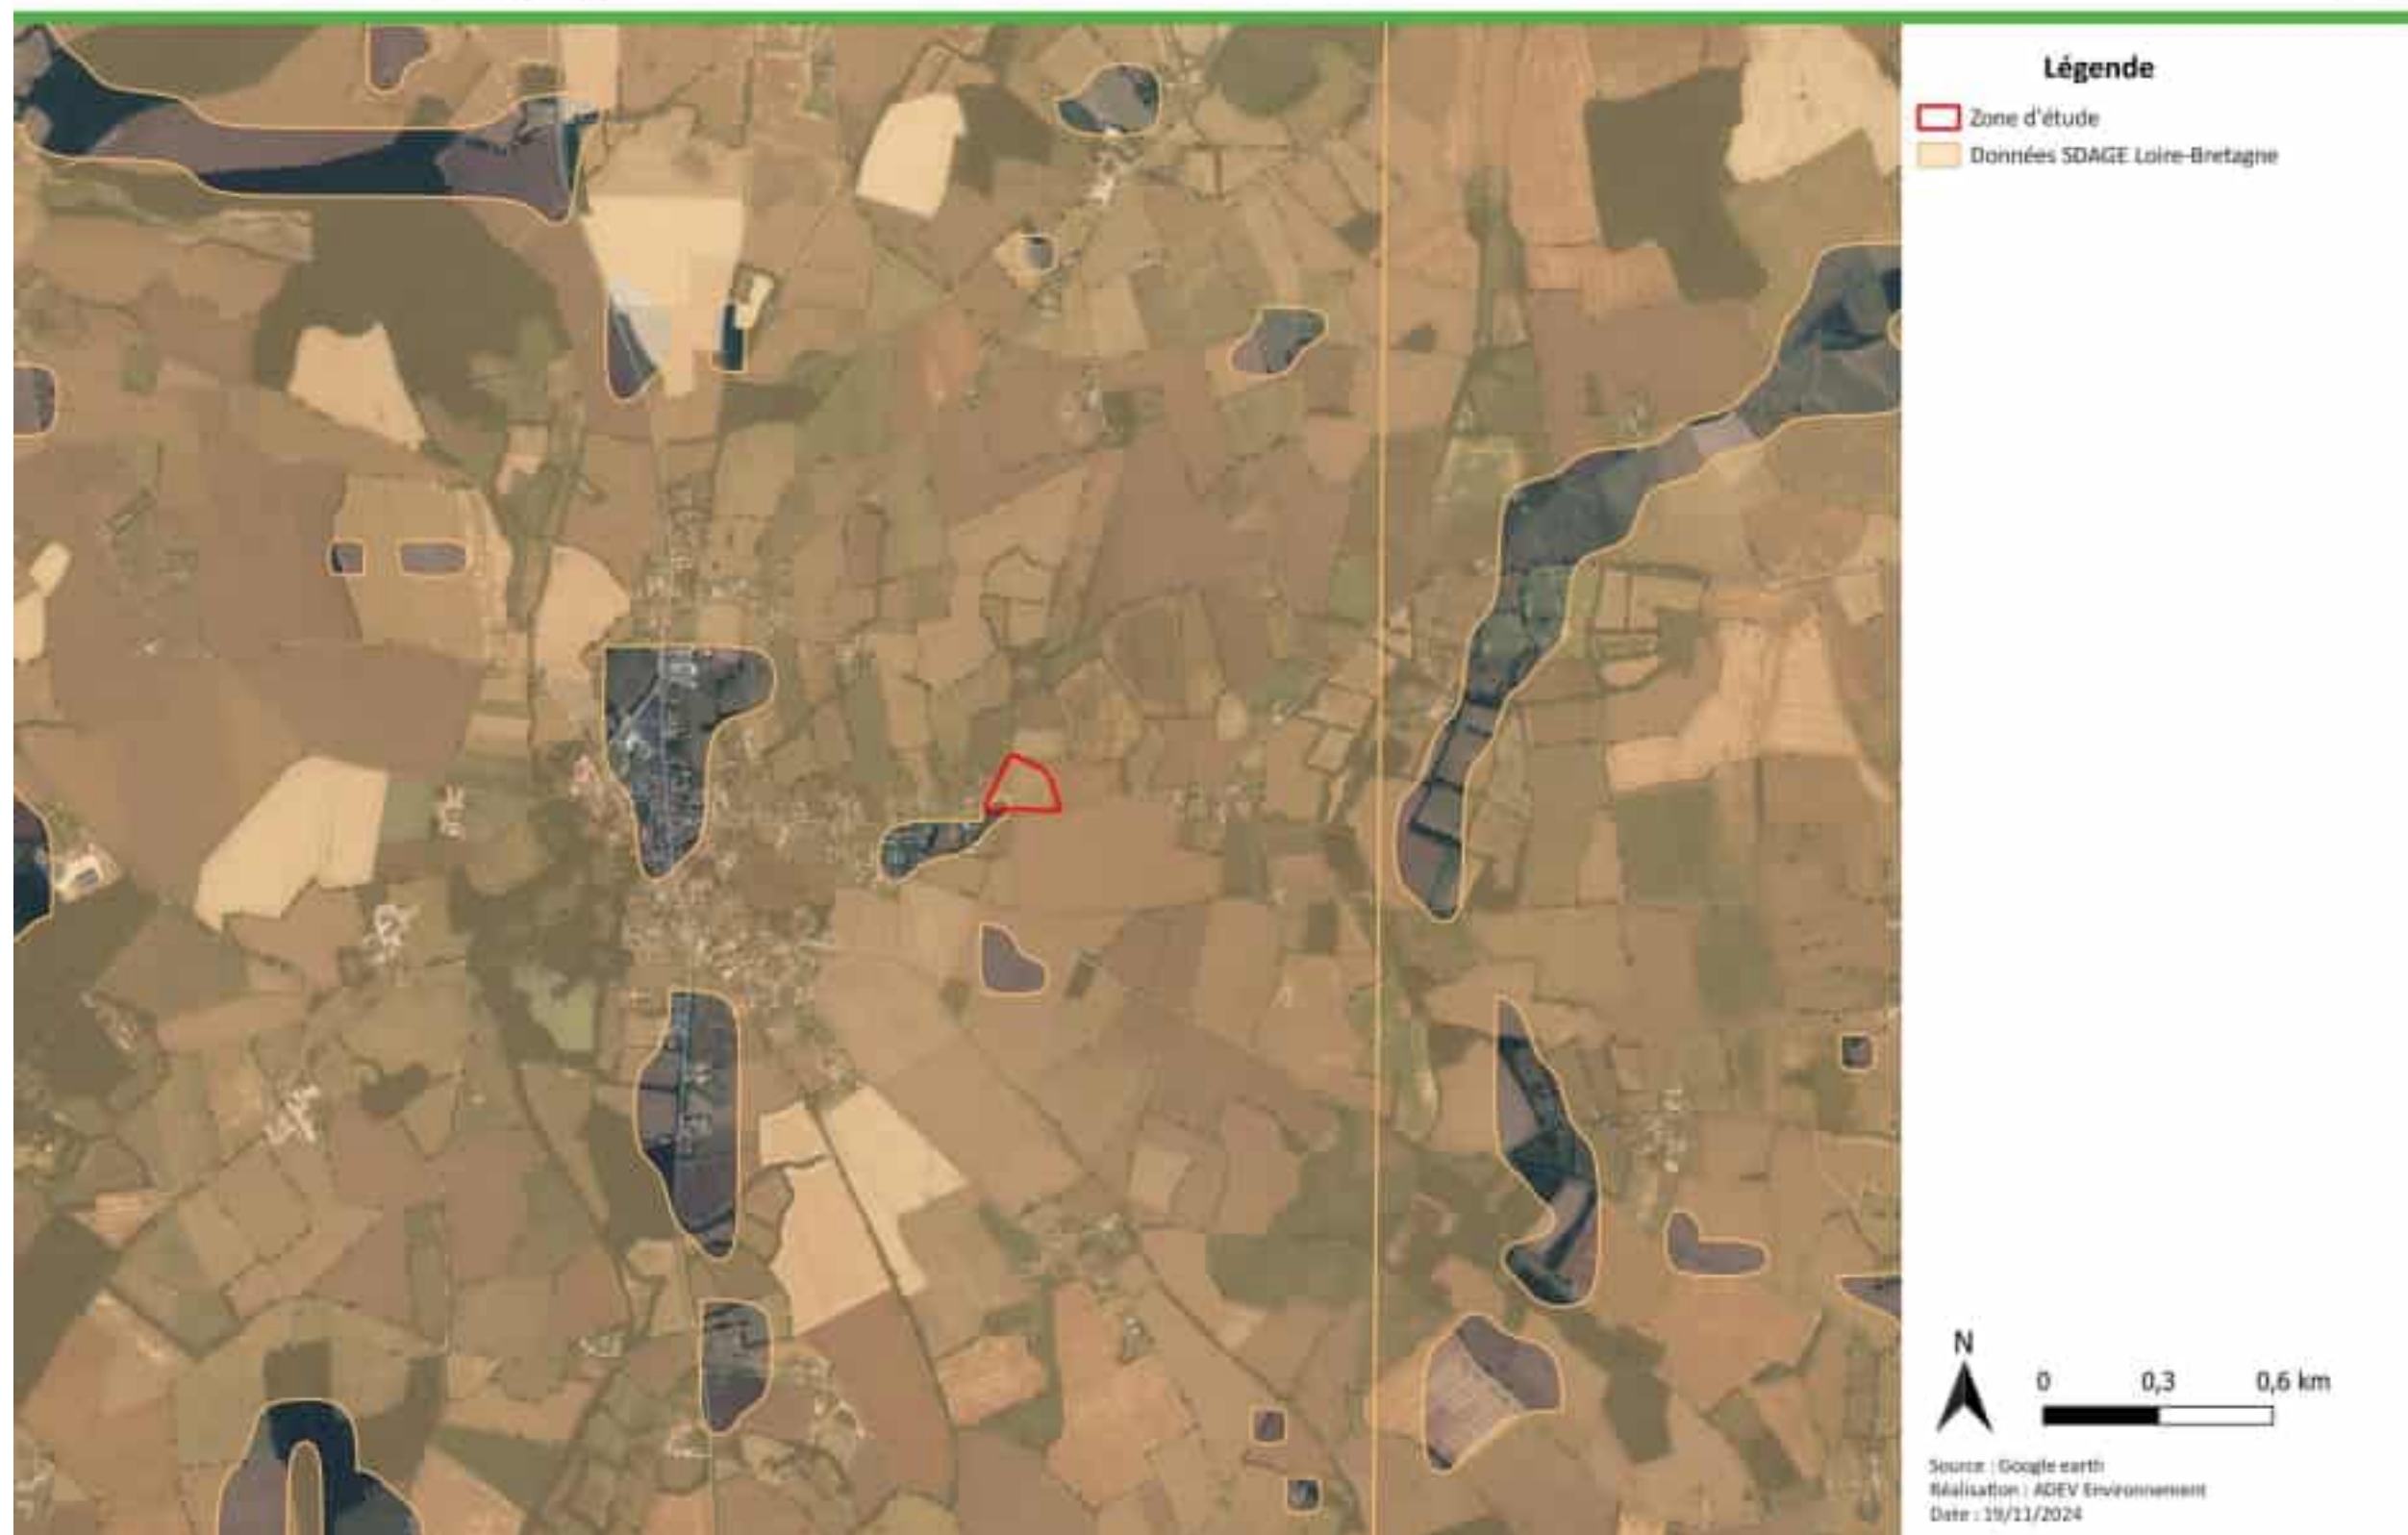 Légende
Zone d'étude
Données SDAGE Loire-Bretagne
N
0 0,3 0,6 km
Source : Google earth
Réalisation : ADEV Environnement
Date : 19/11/2024